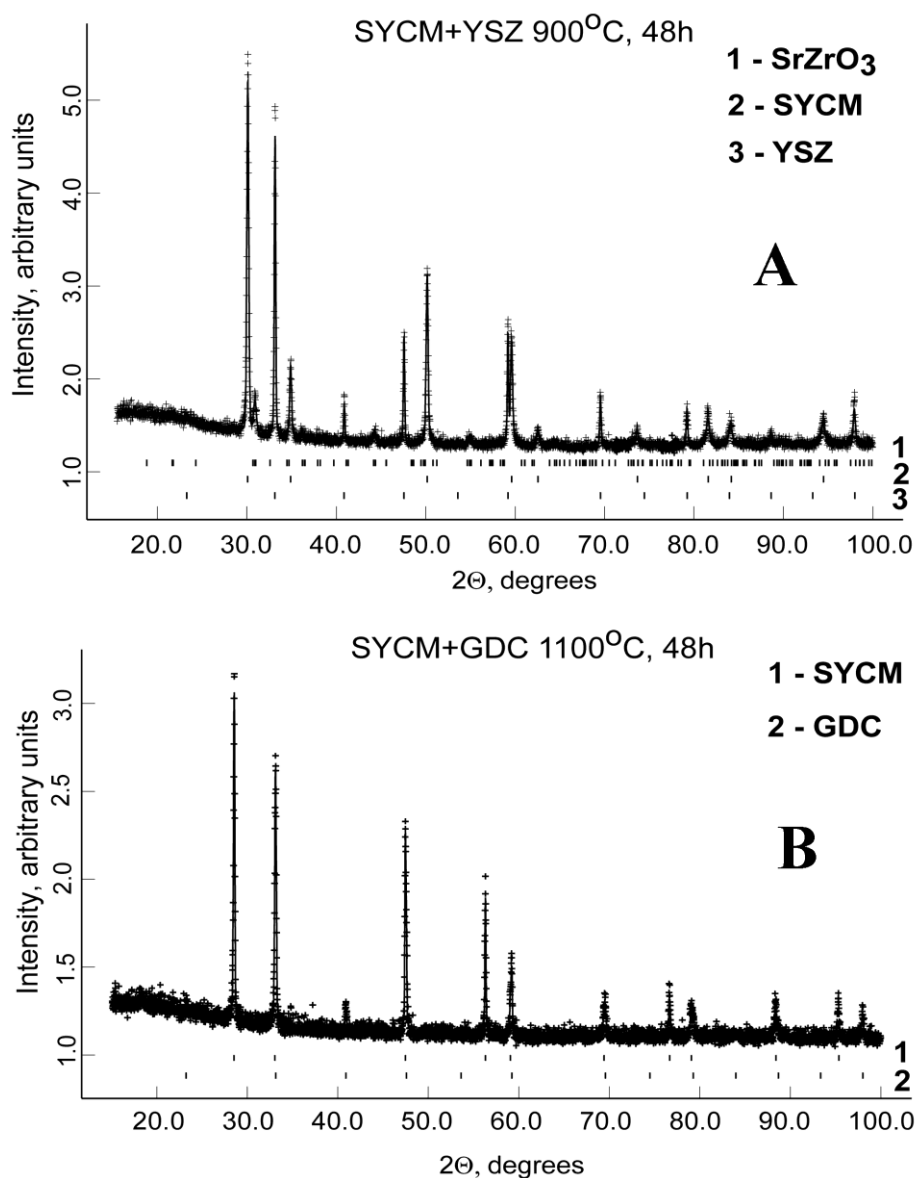 SYCM+YSZ 900°C, 48h
1 - SrZrO3
2 - SYCM
3 - YSZ
A
Intensity, arbitrary units
5.0
4.0
3.0
2.0
1.0
1
2
3
20.0 30.0 40.0 50.0 60.0 70.0 80.0 90.0 100.0
2Θ, degrees
SYCM+GDC 1100°C, 48h
1 - SYCM
2 - GDC
B
Intensity, arbitrary units
3.0
2.5
2.0
1.5
1.0
1
2
20.0 30.0 40.0 50.0 60.0 70.0 80.0 90.0 100.0
2Θ, degrees